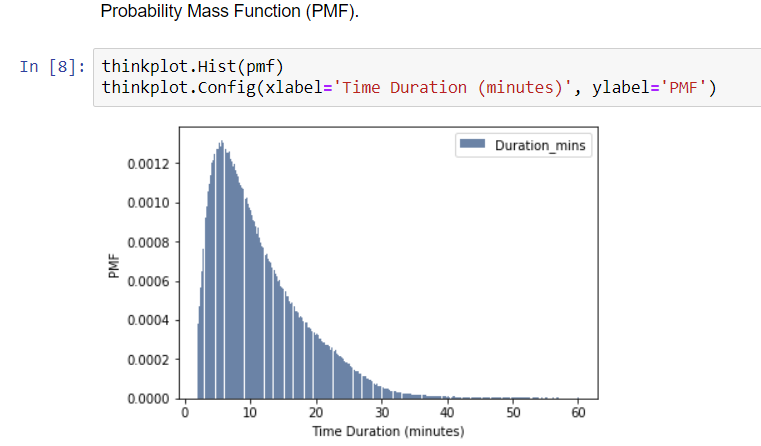 Probability Mass Function (PMF).
In [8]: thinkplot.Hist(pmf)
thinkplot.Config(xlabel='Time Duration (minutes)', ylabel='PMF')
Duration_mins
0.0012
0.0010
0.0008
0.0006
0.0004
0.0002
0.0000
PMF
0 10 20 30 40 50 60
Time Duration (minutes)